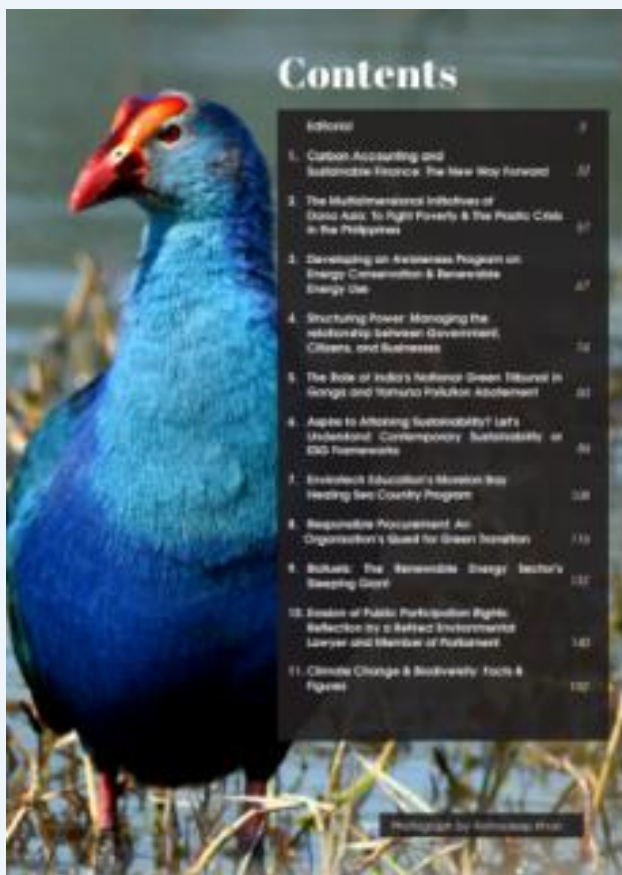 Contents
Editorial
1. Carbon Accounting and
Sustainable Finance: The New Way Forward
2. The Multidimensional Initiatives of
Asia: To Fight Poverty & The Plastic Crisis
in the Philippines
3. Developing an Awareness Program on
Energy Conservation & Renewable
Energy Use
4. Structuring Power: Managing the
relationship between Government,
Citizens, and Businesses
5. The Role of India's National Green Tribunal in
Ganga and Yamuna Pollution Abatement
6. Aspire to Attaining Sustainability? Let's
Understand Contemporary Sustainability or
ESG Frameworks
7. Envirotech Education's Moreton Bay
Healing Sea Country Program
8. Responsible Procurement: An
Organisation's Quest for Green Transition
9. Biofuels: The Renewable Energy Sector's
Sleeping Giant
10. Erosion of Public Participation Rights:
Reflection by a Retired Environmental
Lawyer and Member of Parliament
11. Climate Change & Biodiversity: Facts &
Figures
Photograph by